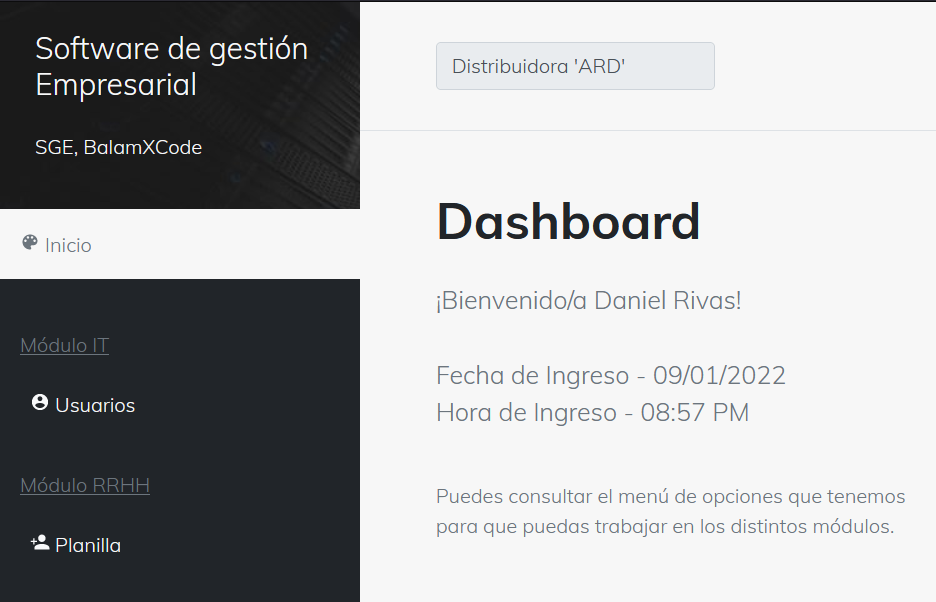 Software de gestión
Empresarial
SGE, BalamXCode
Inicio
Módulo IT
Usuarios
Módulo RRHH
Planilla
Distribuidora 'ARD'
Dashboard
¡Bienvenido/a Daniel Rivas!
Fecha de Ingreso - 09/01/2022
Hora de Ingreso - 08:57 PM
Puedes consultar el menú de opciones que tenemos
para que puedas trabajar en los distintos módulos.